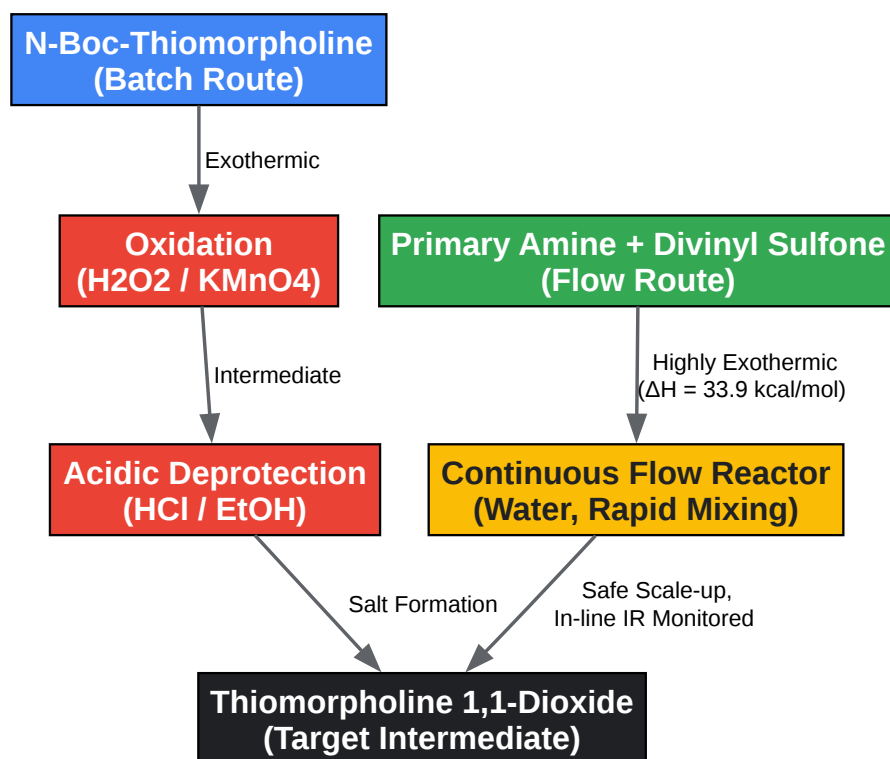 N-Boc-Thiomorpholine
(Batch Route)
Exothermic
Oxidation
(H2O2 / KMnO4)
Primary Amine + Divinyl Sulfone
(Flow Route)
Intermediate
Highly Exothermic
(ΔH = 33.9 kcal/mol)
Acidic Deprotection
(HCl / EtOH)
Continuous Flow Reactor
(Water, Rapid Mixing)
Salt Formation
Safe Scale-up,
In-line IR Monitored
Thiomorpholine 1,1-Dioxide
(Target Intermediate)